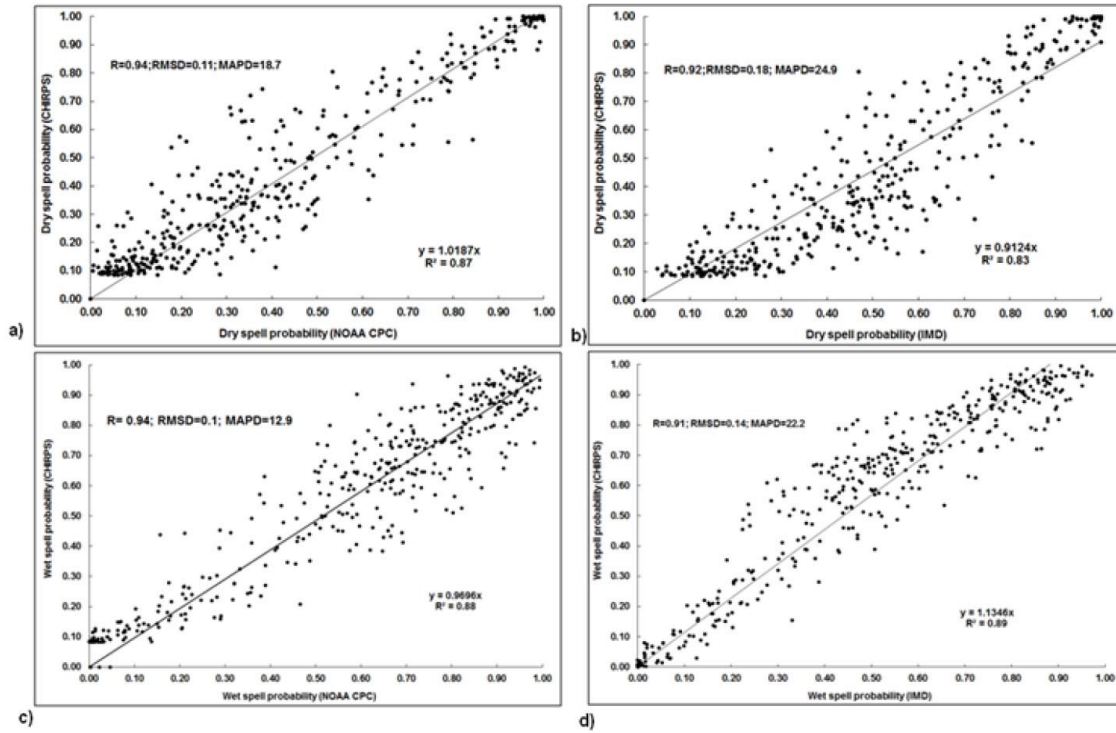 1.00
0.90
0.80
0.70
0.60
0.50
0.40
0.30
0.20
0.10
0.00
Dry spell probability (CHIRPS)
R=0.94;RMSD=0.11; MAPD=18.7
y = 1.0187x
R² = 0.87
0.00 0.10 0.20 0.30 0.40 0.50 0.60 0.70 0.80 0.90 1.00
Dry spell probability (NOAA CPC)
a)
1.00
0.90
0.80
0.70
0.60
0.50
0.40
0.30
0.20
0.10
0.00
Dry spell probability (CHIRPS)
R=0.92;RMSD=0.18; MAPD=24.9
y = 0.9124x
R² = 0.83
0.00 0.10 0.20 0.30 0.40 0.50 0.60 0.70 0.80 0.90 1.00
Dry spell probability (IMD)
b)
1.00
0.90
0.80
0.70
0.60
0.50
0.40
0.30
0.20
0.10
0.00
Wet spell probability (CHIRPS)
R= 0.94; RMSD=0.1; MAPD=12.9
y = 0.9696x
R² = 0.88
0.00 0.10 0.20 0.30 0.40 0.50 0.60 0.70 0.80 0.90 1.00
Wet spell probability (NOAA CPC)
c)
1.00
0.90
0.80
0.70
0.60
0.50
0.40
0.30
0.20
0.10
0.00
Wet spell probability (CHIRPS)
R=0.91; RMSD=0.14; MAPD=22.2
y = 1.1346x
R² = 0.89
0.00 0.10 0.20 0.30 0.40 0.50 0.60 0.70 0.80 0.90 1.00
Wet spell probability (IMD)
d)